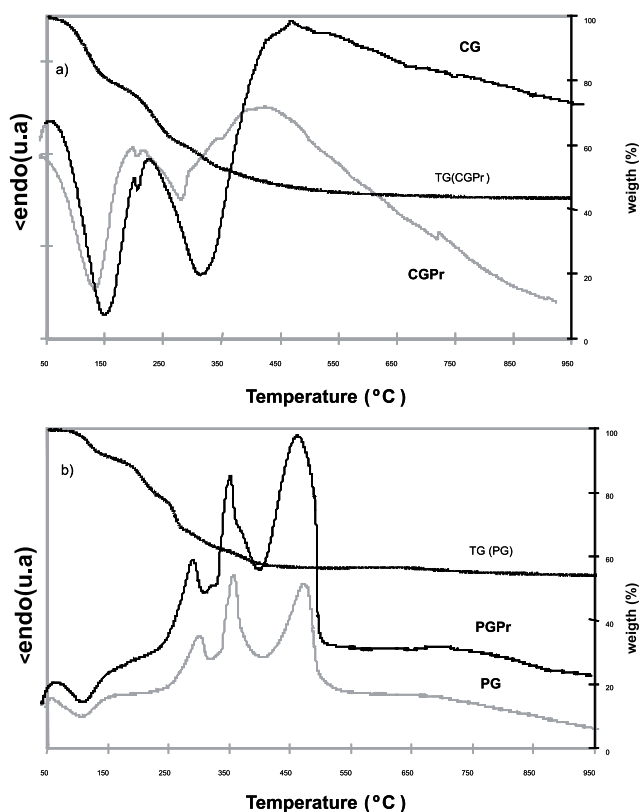 a)
CG
TG(CGPr)
CGPr
<endo(u.a)
weigth (%)
100
80
60
40
20
0
50 150 250 350 450 550 650 750 850 950
Temperature (ºC)
b)
TG (PG)
PGPr
PG
<endo(u.a)
weigth (%)
100
80
60
40
20
0
50 150 250 350 450 550 650 750 850 950
Temperature (ºC)